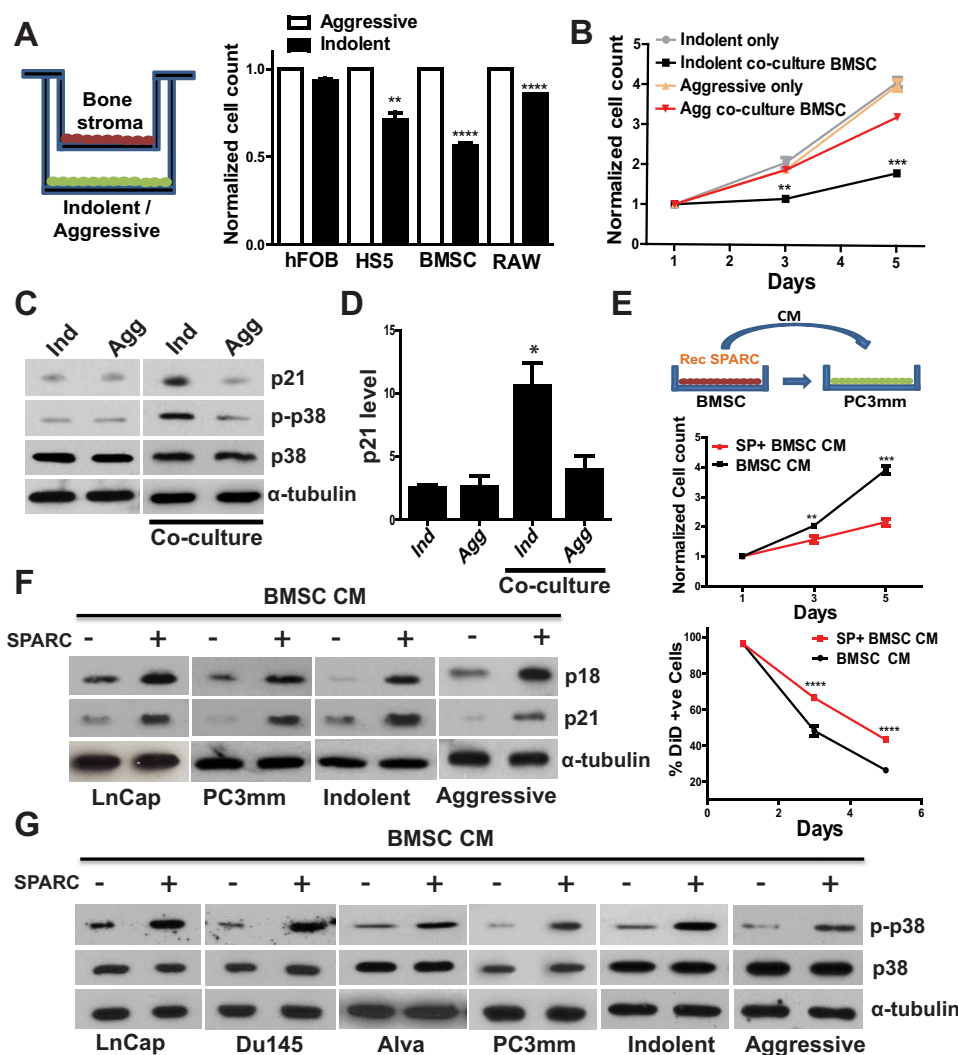 A
Bone
stroma
Indolent /
Aggressive
Aggressive
Indolent
Normalized cell count
1.0
0.5
0.0
**
****
****
hFOB
HS5
BMSC
RAW
B
Indolent only
Indolent co-culture BMSC
Aggressive only
Agg co-culture BMSC
Normalized cell count
5
4
3
2
1
0
**
***
1
2
3
4
5
Days
C
Ind
Agg
Ind
Agg
p21
p-p38
p38
α-tubulin
Co-culture
D
p21 level
15
10
5
0
*
Ind
Agg
Ind
Agg
Co-culture
E
CM
Rec SPARC
BMSC
PC3mm
SP+ BMSC CM
BMSC CM
Normalized Cell count
5
4
3
2
1
0
**
***
1
3
5
Days
SP+ BMSC CM
BMSC CM
% DiD +ve Cells
100
80
60
40
20
****
****
0
2
4
6
Days
F
BMSC CM
SPARC
- + - + - + - +
p18
p21
α-tubulin
LnCap
PC3mm
Indolent
Aggressive
G
BMSC CM
SPARC
- + - + - + - + - + - +
p-p38
p38
α-tubulin
LnCap
Du145
Alva
PC3mm
Indolent
Aggressive